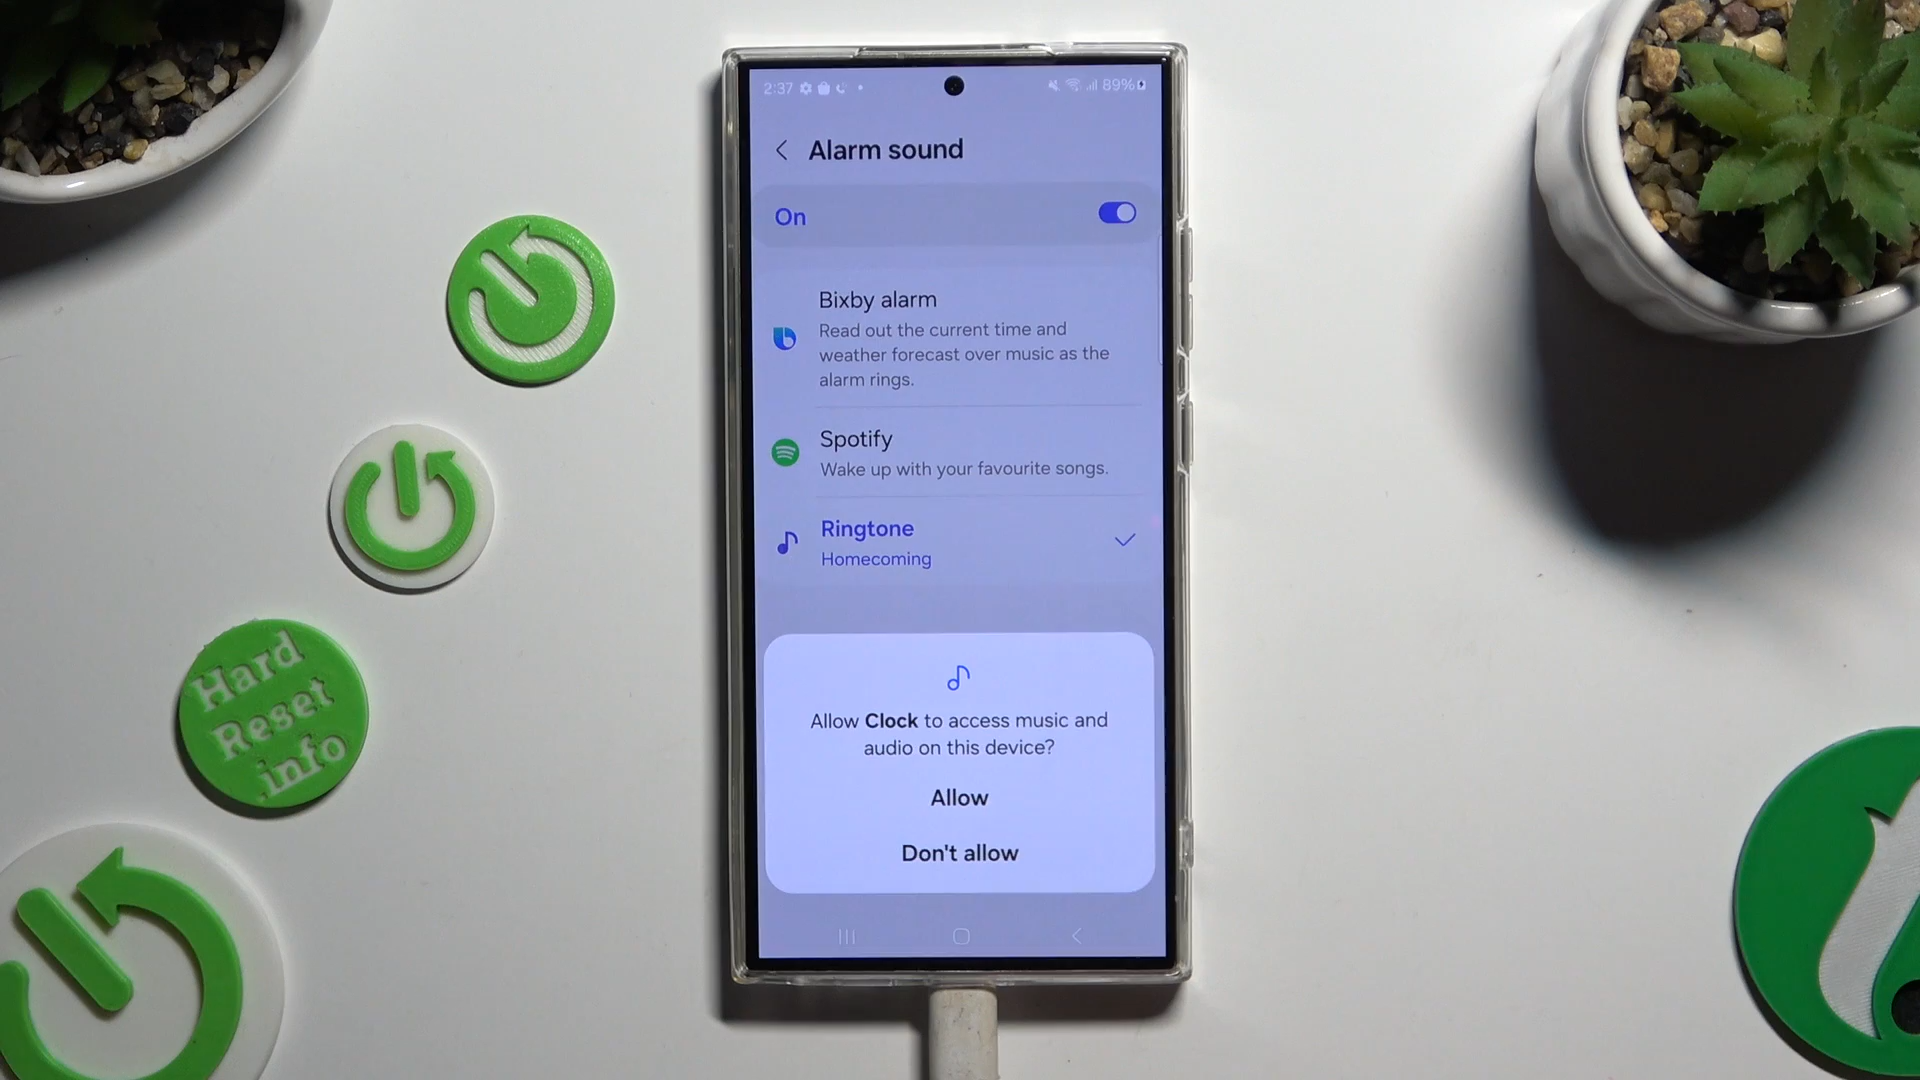 2:37
89%
Alarm sound
On
Bixby alarm
Read out the current time and
weather forecast over music as the
alarm rings.
Spotify
Wake up with your favourite songs.
Ringtone
Homecoming
Allow Clock to access music and
audio on this device?
Allow
Don't allow
Hard
Reset
.info